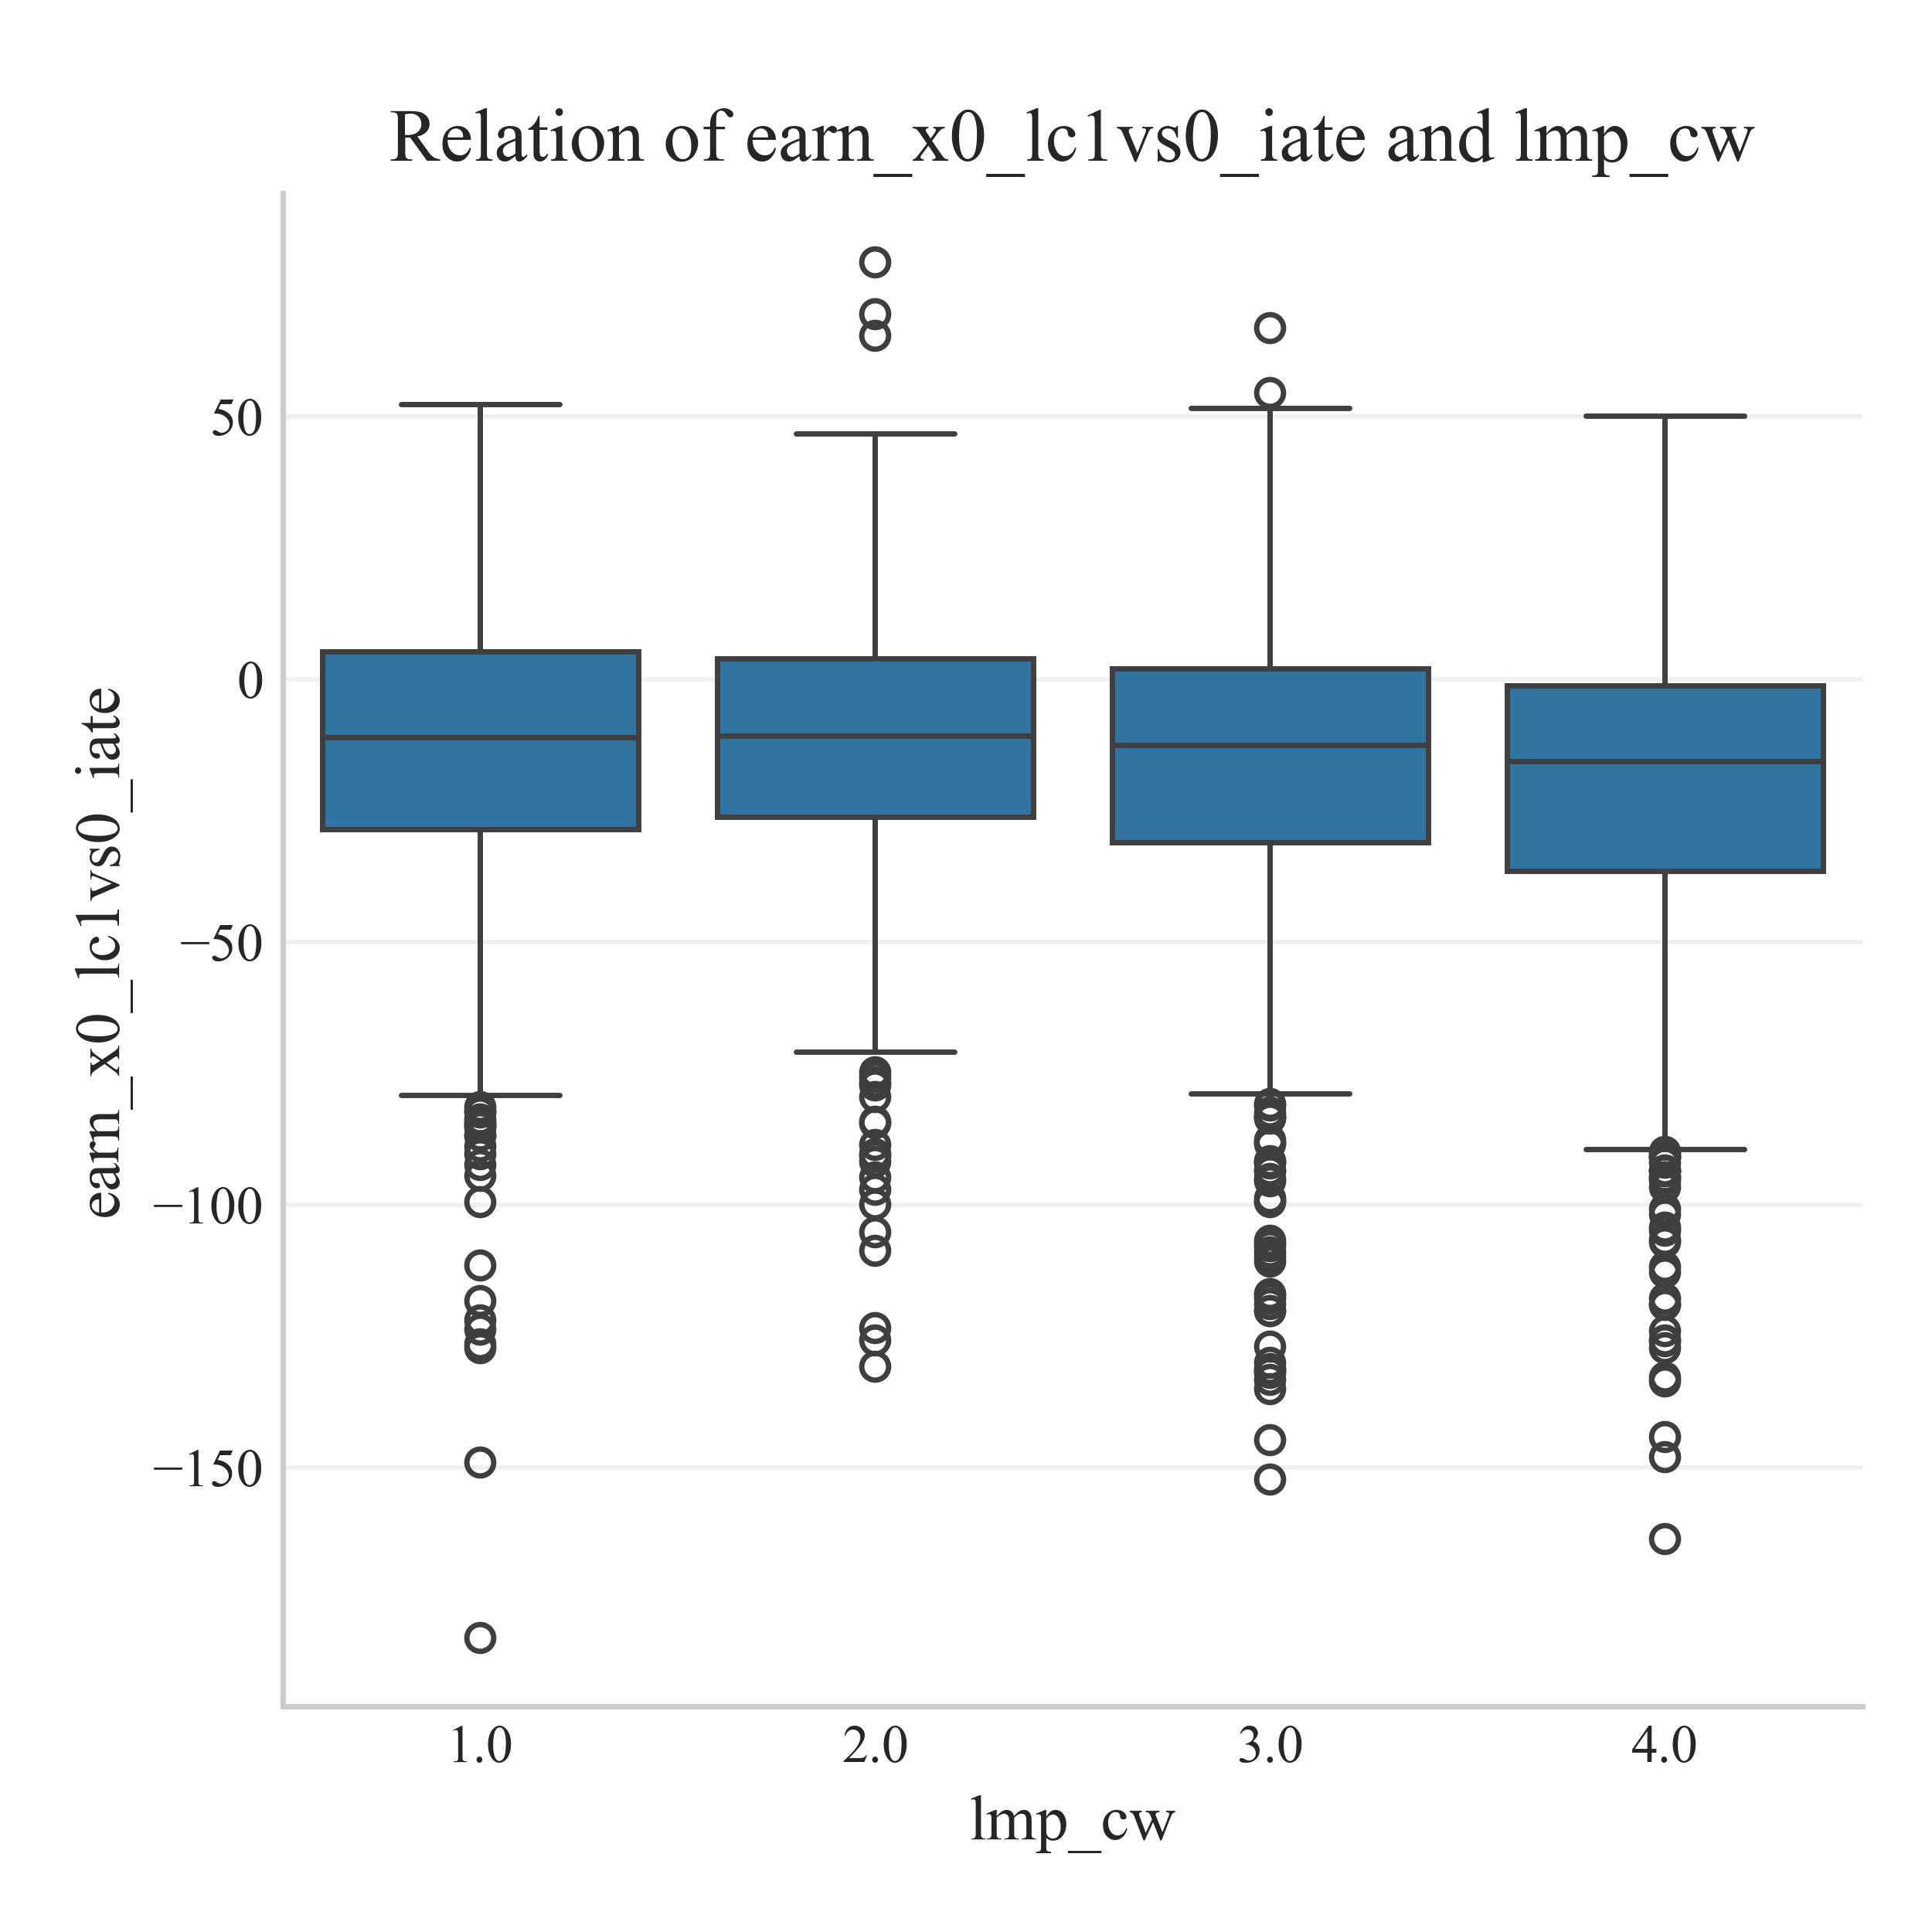 Relation of earn_x0_lc1vs0_iate and lmp_cw
earn_x0_lc1vs0_iate
50
0
−50
−100
−150
1.0 2.0 3.0 4.0
lmp_cw